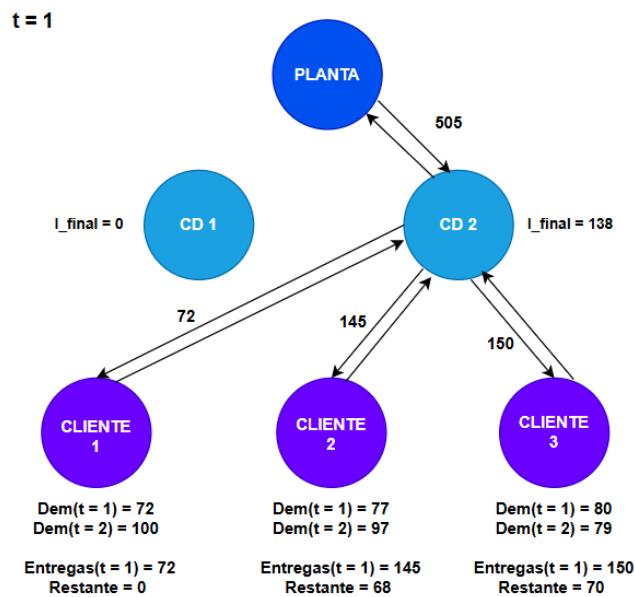 t = 1
PLANTA
505
I_final = 0
CD 1
CD 2
I_final = 138
72
145
150
CLIENTE
1
CLIENTE
2
CLIENTE
3
Dem(t = 1) = 72
Dem(t = 2) = 100
Dem(t = 1) = 77
Dem(t = 2) = 97
Dem(t = 1) = 80
Dem(t = 2) = 79
Entregas(t = 1) = 72
Restante = 0
Entregas(t = 1) = 145
Restante = 68
Entregas(t = 1) = 150
Restante = 70